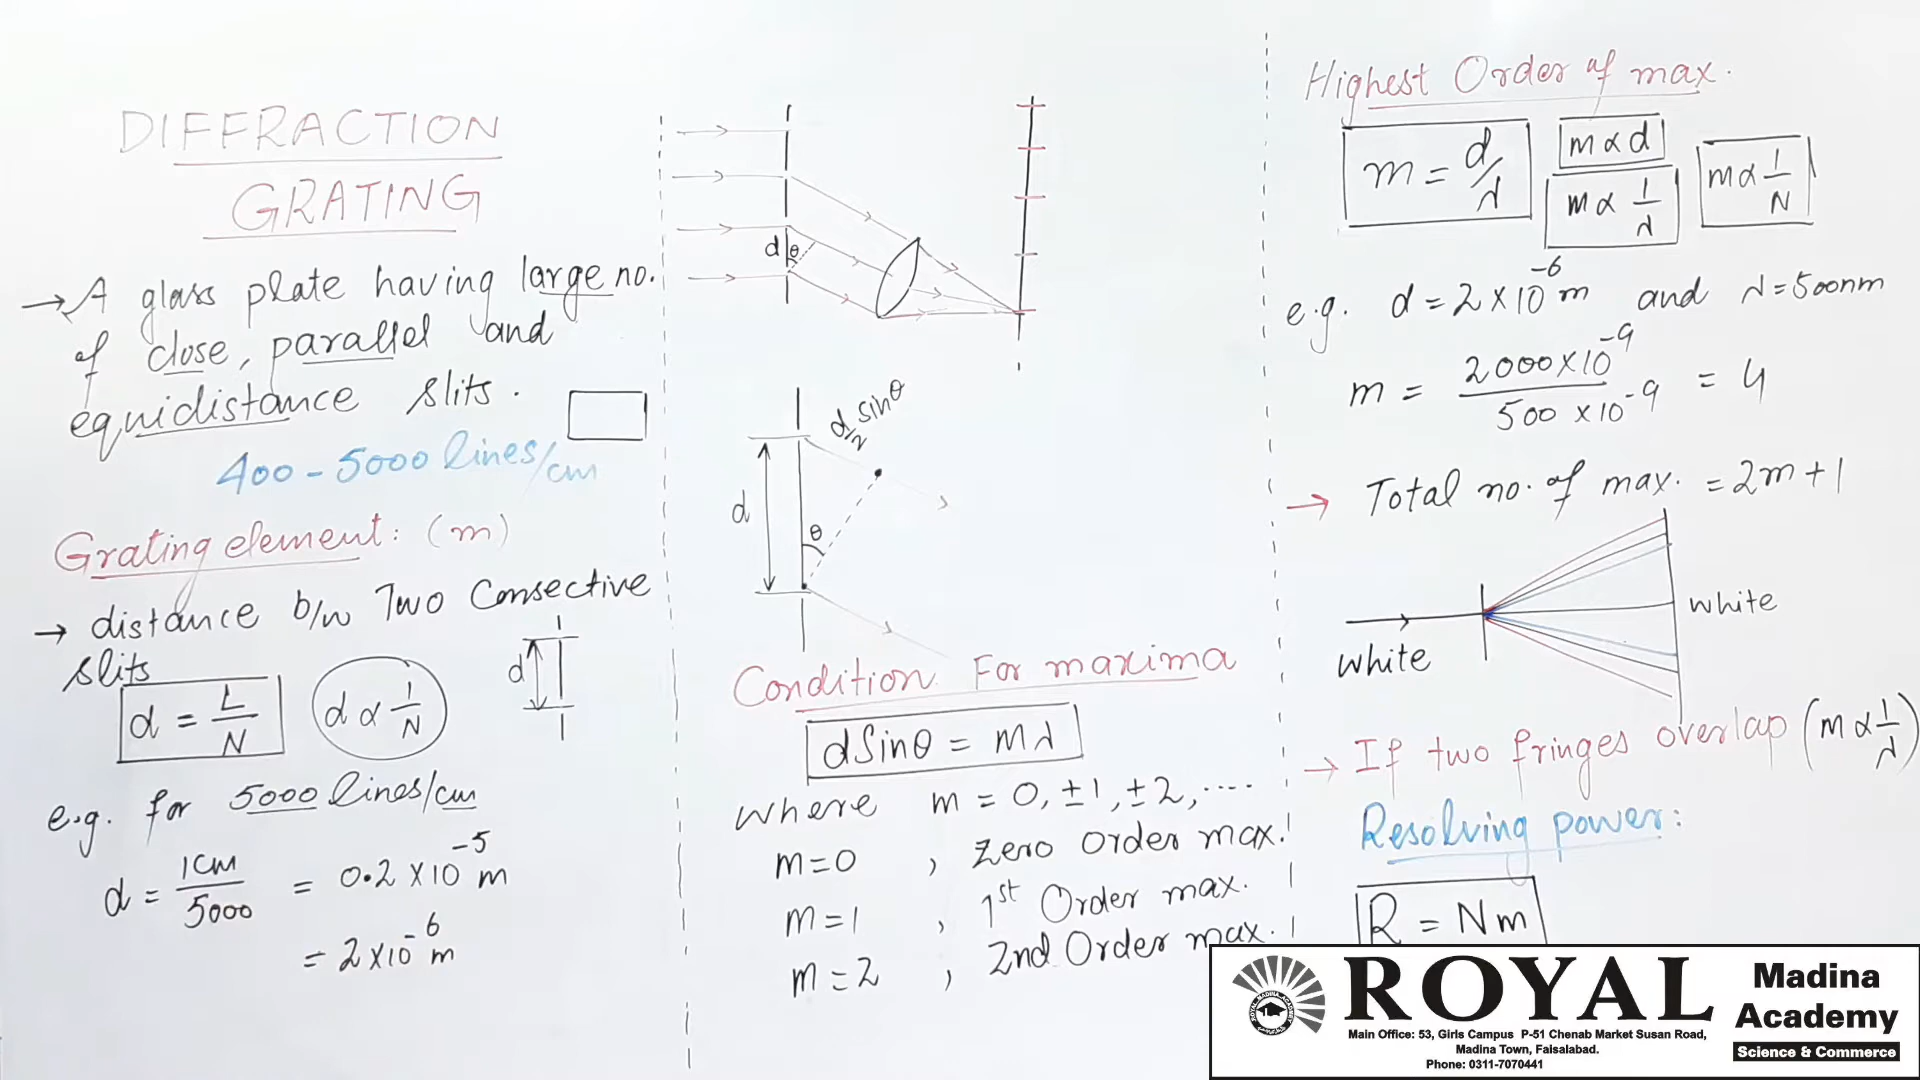 DIFFRACTION
GRATING
→ A glass plate having large no.
of close, parallel and
equidistance slits.
400 - 5000 lines/cm
Grating element: (m)
→ distance b/w Two Consective
slits
d = L/N
d ∝ 1/N
d
e.g. for 5000 lines/cm
d = 1cm/5000 = 0.2 × 10⁻⁵ m
= 2×10⁻⁶ m
d θ
d/2 sinθ
d
θ
Condition For maxima
dSinθ = mλ
where m = 0, ±1, ±2, ....
m=0 , Zero Order max.
m=1 , 1st Order max.
m=2 , 2nd Order max.
Highest Order of max.
m = d/λ
m ∝ d
m ∝ 1/λ
m ∝ 1/N
e.g. d = 2×10⁻⁶ m and λ=500nm
m = 2000×10⁻⁹/500×10⁻⁹ = 4
→ Total no. of max. = 2m+1
white
white
→ If two fringes overlap (m ∝ 1/λ)
Resolving power:
R = Nm
ROYAL
Madina
Academy
Science & Commerce
ROYAL MADINA ACADEMY
Main Office: 53, Girls Campus P-51 Chenab Market Susan Road,
Madina Town, Faisalabad.
Phone: 0311-7070441